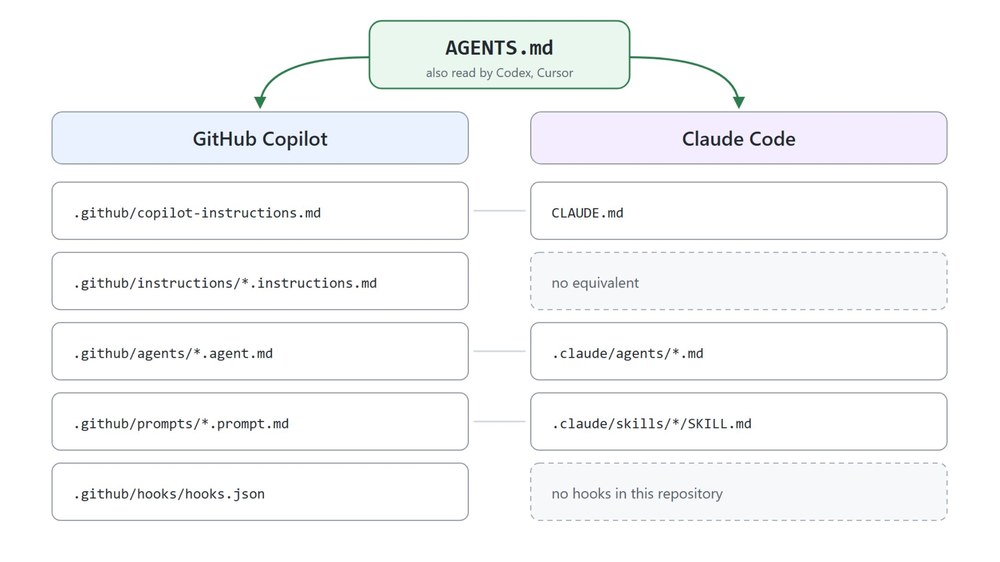 AGENTS.md
also read by Codex, Cursor
GitHub Copilot
Claude Code
.github/copilot-instructions.md
CLAUDE.md
.github/instructions/*.instructions.md
no equivalent
.github/agents/*.agent.md
.claude/agents/*.md
.github/prompts/*.prompt.md
.claude/skills/*/SKILL.md
.github/hooks/hooks.json
no hooks in this repository